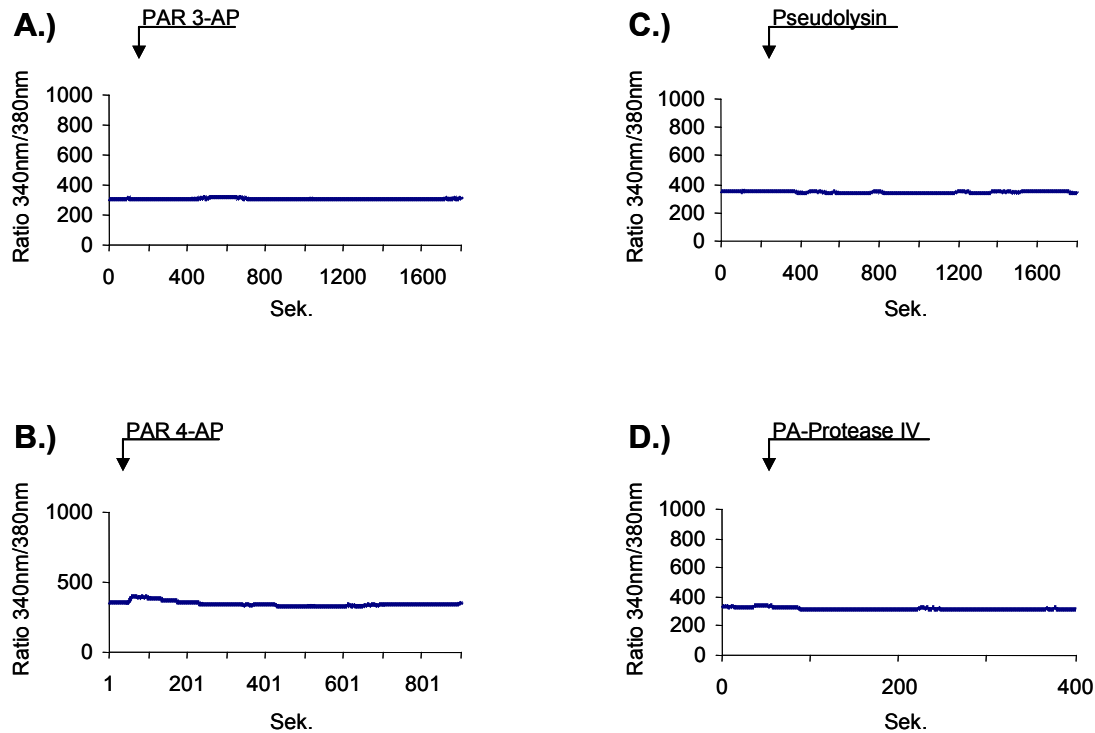 A.)
PAR 3-AP
Ratio 340nm/380nm
1000
800
600
400
200
0
0 400 800 1200 1600
Sek.
C.)
Pseudolysin
Ratio 340nm/380nm
1000
800
600
400
200
0
0 400 800 1200 1600
Sek.
B.)
PAR 4-AP
Ratio 340nm/380nm
1000
500
0
1 201 401 601 801
Sek.
D.)
PA-Protease IV
Ratio 340nm/380nm
1000
800
600
400
200
0
0 200 400
Sek.